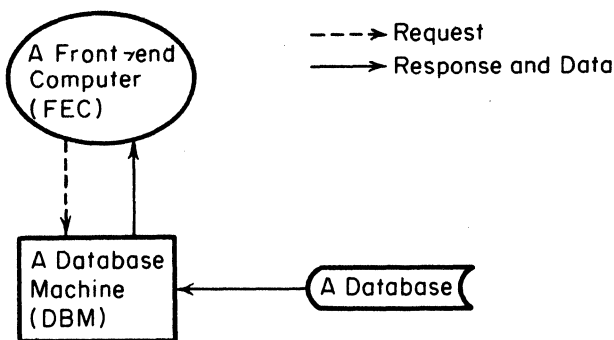 A Front-end
Computer
(FEC)
Request
Response and Data
A Database
Machine
(DBM)
A Database